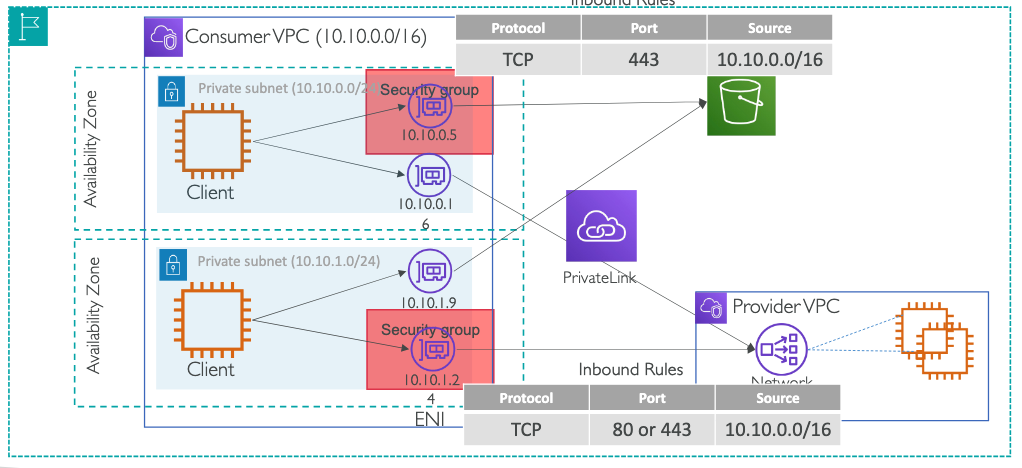 Inbound Rules
Protocol Port Source
TCP 443 10.10.0.0/16
Consumer VPC (10.10.0.0/16)
Availability Zone
Private subnet (10.10.0.0/24)
Security group
10.10.0.5
Client
10.10.0.1
6
PrivateLink
Availability Zone
Private subnet (10.10.1.0/24)
10.10.1.9
Security group
Client
10.10.1.2
4
ENI
Provider VPC
Network
Inbound Rules
Protocol Port Source
TCP 80 or 443 10.10.0.0/16